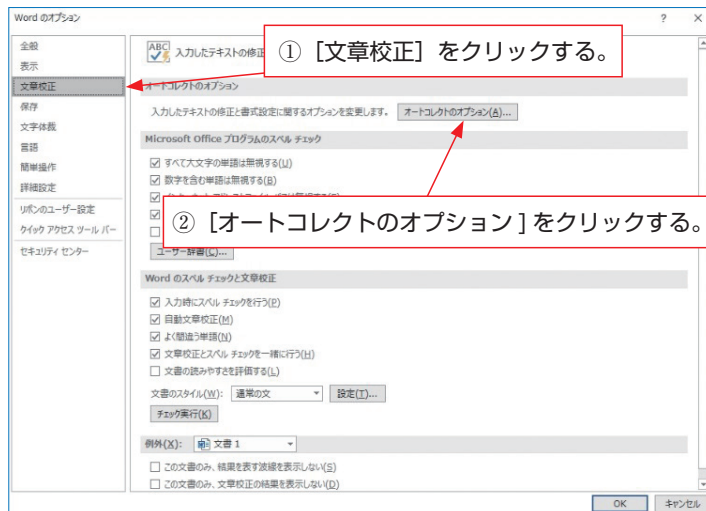 Word のオプション ? ×
全般
表示
文章校正
保存
文字体裁
言語
簡単操作
詳細設定
リボンのユーザー設定
クイック アクセス ツール バー
セキュリティ センター
ABC 入力したテキストの修正
① ［文章校正］をクリックする。
オートコレクトのオプション
入力したテキストの修正と書式設定に関するオプションを変更します。 オートコレクトのオプション(A)...
Microsoft Office プログラムのスペル チェック
すべて大文字の単語は無視する(U)
数字を含む単語は無視する(B)
② ［オートコレクトのオプション］をクリックする。
ユーザー辞書(C)...
Word のスペル チェックと文章校正
入力時にスペル チェックを行う(P)
自動文章校正(M)
よく間違う単語(N)
文章校正とスペル チェックを一緒に行う(H)
文書の読みやすさを評価する(L)
文書のスタイル(W): 通常の文 設定(T)...
チェック実行(K)
例外(X): 文書 1
この文書のみ、結果を表す波線を表示しない(S)
この文書のみ、文章校正の結果を表示しない(D)
OK キャンセル